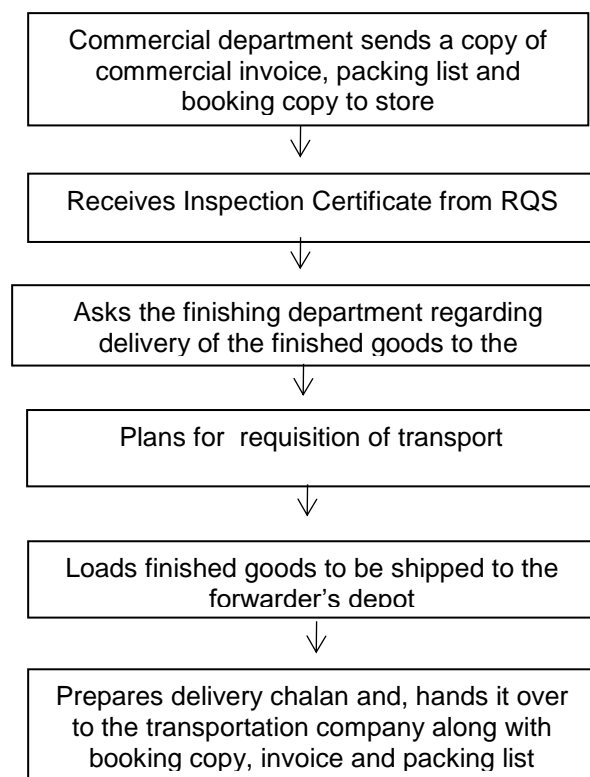 Commercial department sends a copy of
commercial invoice, packing list and
booking copy to store
Receives Inspection Certificate from RQS
Asks the finishing department regarding
delivery of the finished goods to the
Plans for requisition of transport
Loads finished goods to be shipped to the
forwarder's depot
Prepares delivery chalan and, hands it over
to the transportation company along with
booking copy, invoice and packing list